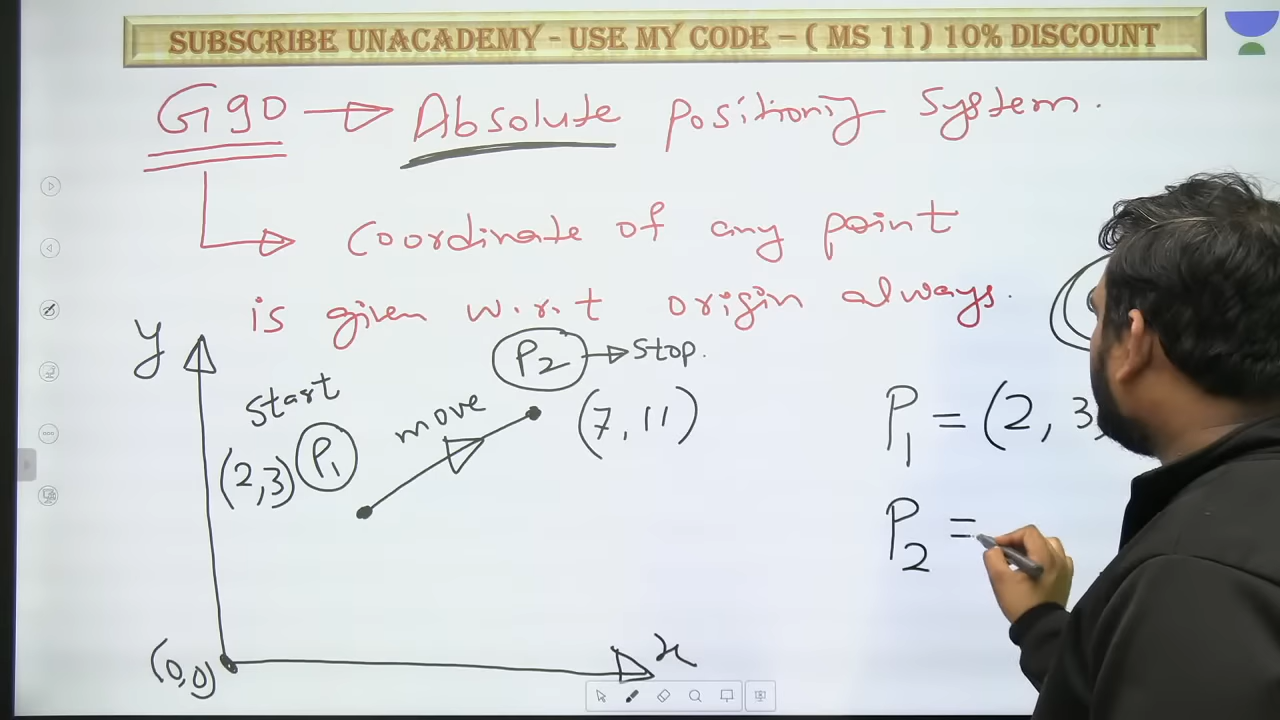 SUBSCRIBE UNACADEMY - USE MY CODE – ( MS 11) 10% DISCOUNT
G90 → Absolute positioning system.
Coordinate of any point
is given w.r.t origin always.
y
P2 → Stop.
Start
move
(7,11)
(2,3) P1
P1 = (2, 3
P2 =
(0,0)
x